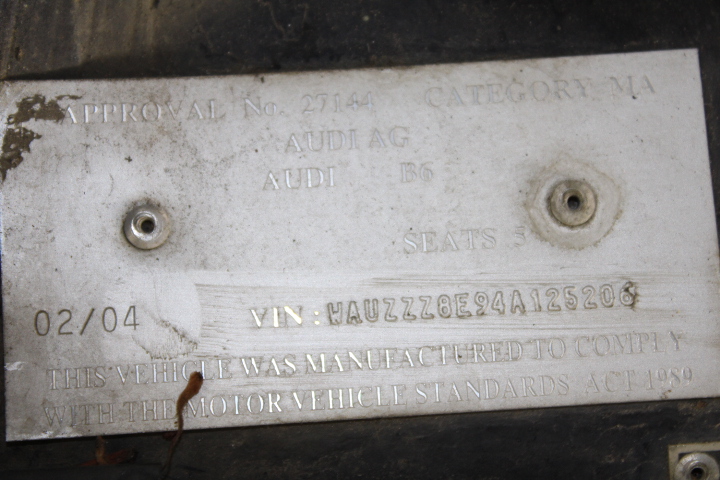 APPROVAL No. 27144 CATEGORY MA
AUDI AG
AUDI B6
SEATS 5
02/04 VIN: WAUZZZ8E94A125206
THIS VEHICLE WAS MANUFACTURED TO COMPLY
WITH THE MOTOR VEHICLE STANDARDS ACT 1989